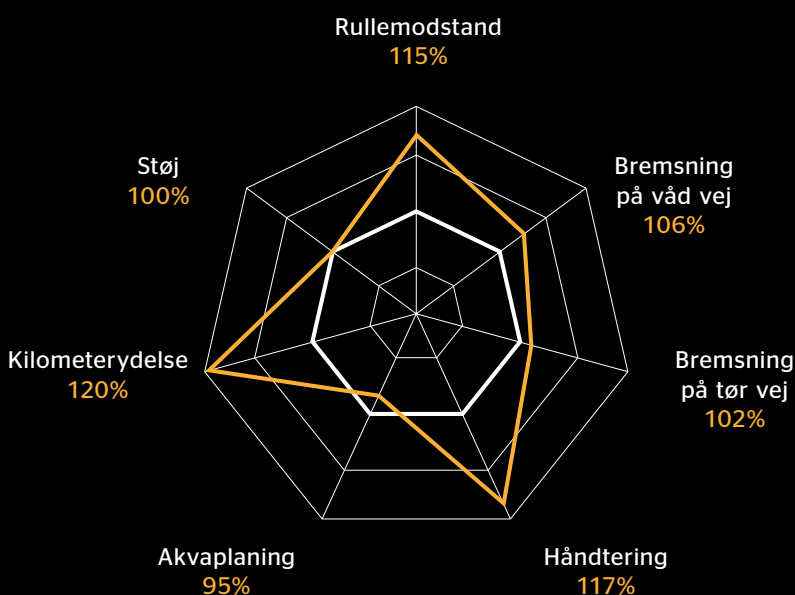 Rullemodstand
115%
Støj
100%
Bremsning
på våd vej
106%
Kilometerydelse
120%
Bremsning
på tør vej
102%
Akvaplaning
95%
Håndtering
117%